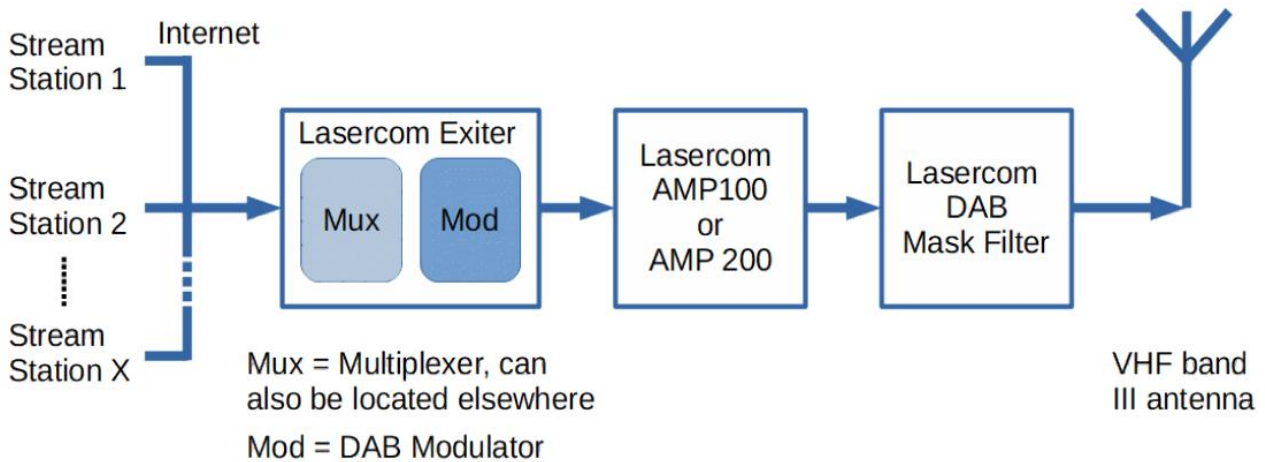 Internet
Stream
Station 1
Stream
Station 2
Stream
Station X
Lasercom Exiter
Mux
Mod
Lasercom
AMP100
or
AMP 200
Lasercom
DAB
Mask Filter
Mux = Multiplexer, can
also be located elsewhere
Mod = DAB Modulator
VHF band
III antenna